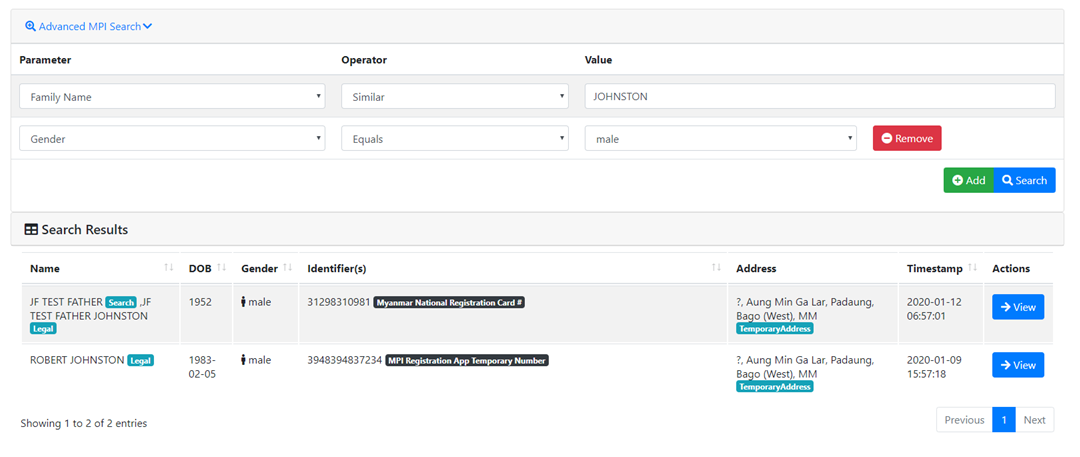 Advanced MPI Search
Parameter Operator Value
Family Name Similar JOHNSTON
Gender Equals male Remove
Add Search
Search Results
Name DOB Gender Identifier(s) Address Timestamp Actions
JF TEST FATHER Search ,JF
TEST FATHER JOHNSTON
Legal
1952
male
31298310981 Myanmar National Registration Card #
?, Aung Min Ga Lar, Padaung,
Bago (West), MM
TemporaryAddress
2020-01-12
06:57:01
View
ROBERT JOHNSTON Legal
1983-
02-05
male
3948394837234 MPI Registration App Temporary Number
?, Aung Min Ga Lar, Padaung,
Bago (West), MM
TemporaryAddress
2020-01-09
15:57:18
View
Showing 1 to 2 of 2 entries
Previous 1 Next